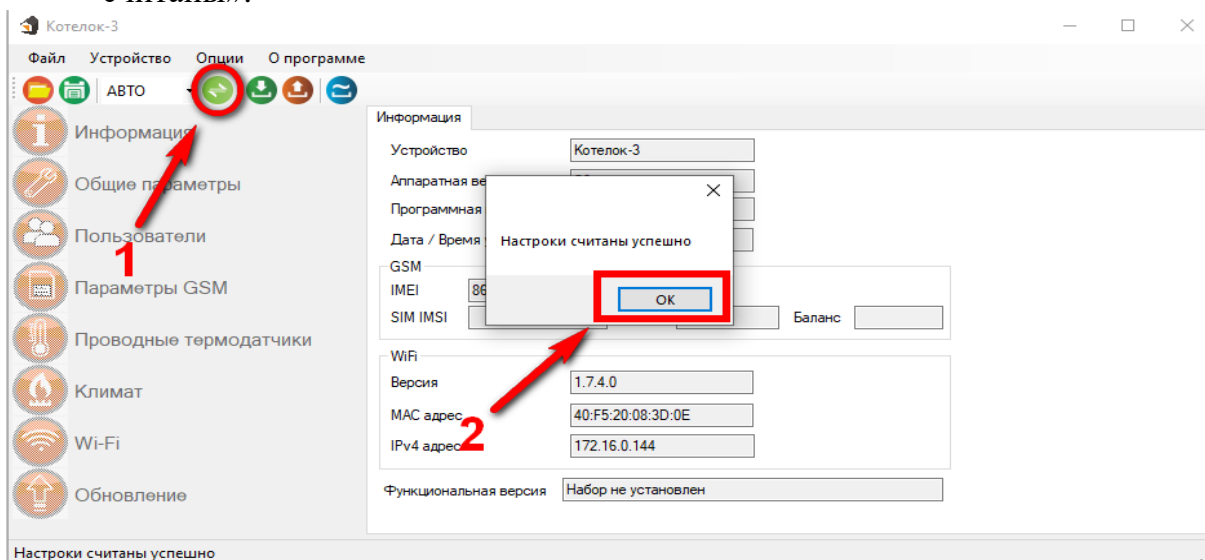 Котелок-3
Файл Устройство Опции О программе
АВТО
Информация
Общие параметры
Пользователи
Параметры GSM
Проводные термодатчики
Климат
Wi-Fi
Обновление
1
Информация
Устройство Котелок-3
Аппаратная
Программная
Дата / Время
GSM
IMEI 86
SIM IMSI Баланс
Настроки считаны успешно
ОК
2
WiFi
Версия 1.7.4.0
MAC адрес 40:F5:20:08:3D:0E
IPv4 адрес 172.16.0.144
Функциональная версия Набор не установлен
Настроки считаны успешно